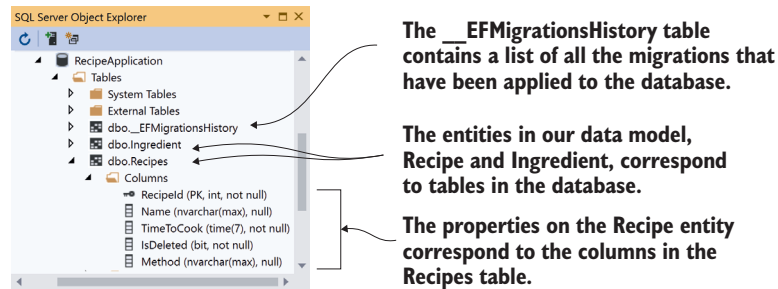 SQL Server Object Explorer
RecipeApplication
Tables
System Tables
External Tables
dbo.__EFMigrationsHistory
dbo.Ingredient
dbo.Recipes
Columns
RecipeId (PK, int, not null)
Name (nvarchar(max), null)
TimeToCook (time(7), not null)
IsDeleted (bit, not null)
Method (nvarchar(max), null)
The __EFMigrationsHistory table
contains a list of all the migrations that
have been applied to the database.
The entities in our data model,
Recipe and Ingredient, correspond
to tables in the database.
The properties on the Recipe entity
correspond to the columns in the
Recipes table.